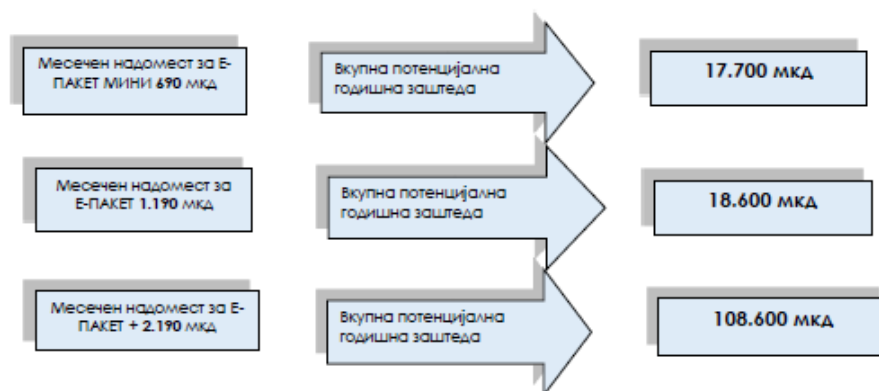 Месечен надомест за Е-
ПАКЕТ МИНИ 690 мкд
Вкупна потенцијална
годишна заштеда
17.700 мкд
Месечен надомест за
Е-ПАКЕТ 1.190 мкд
Вкупна потенцијална
годишна заштеда
18.600 мкд
Месечен надомест за Е-
ПАКЕТ + 2.190 мкд
Вкупна потенцијална
годишна заштеда
108.600 мкд